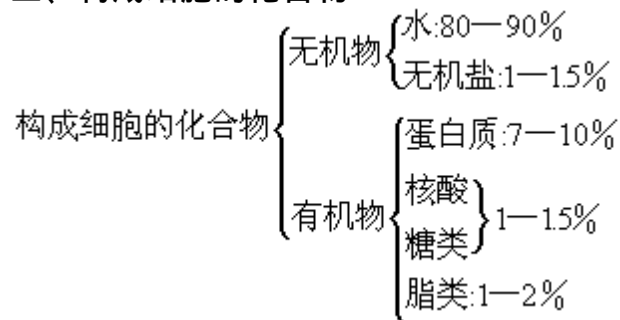 构成细胞的化合物
无机物
水:80—90%
无机盐:1—1.5%
有机物
蛋白质:7—10%
核酸
糖类
1—1.5%
脂类:1—2%